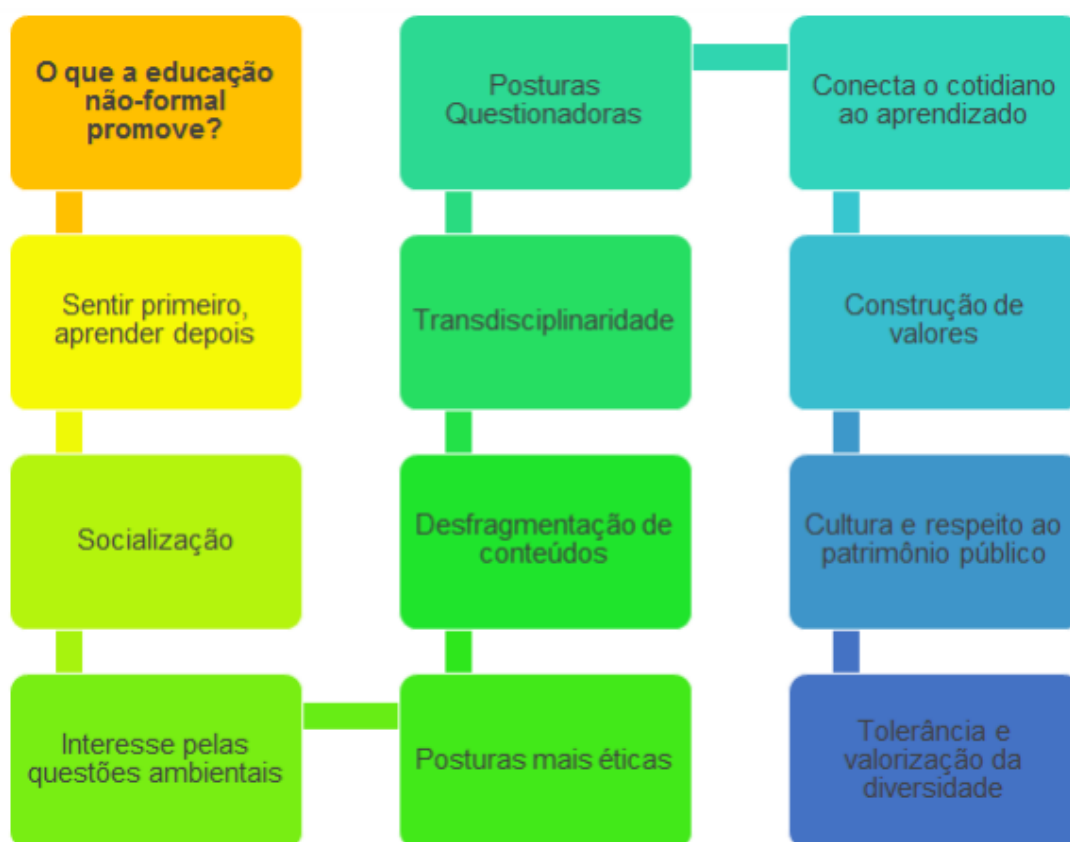 O que a educação
não-formal
promove?
Sentir primeiro,
aprender depois
Socialização
Interesse pelas
questões ambientais
Posturas mais éticas
Desfragmentação de
conteúdos
Transdisciplinaridade
Posturas
Questionadoras
Conecta o cotidiano
ao aprendizado
Construção de
valores
Cultura e respeito ao
patrimônio público
Tolerância e
valorização da
diversidade